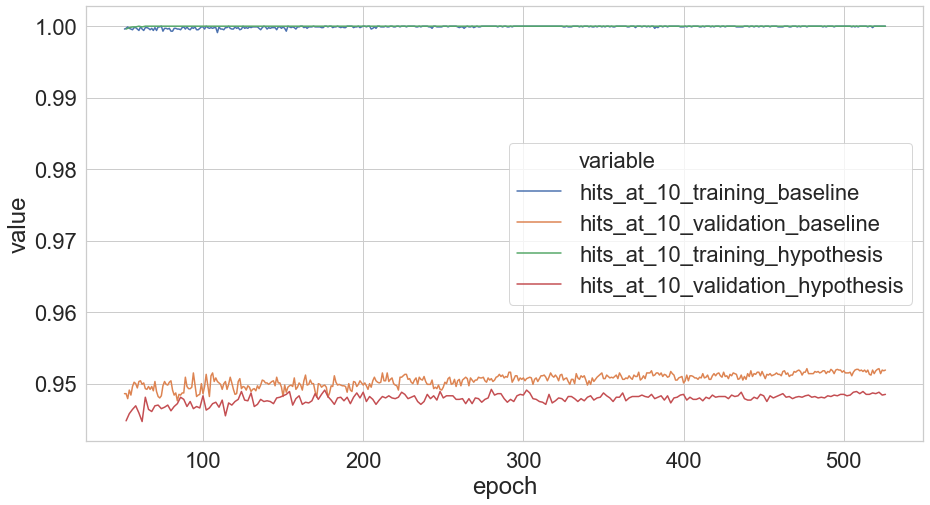 1.00
0.99
0.98
0.97
0.96
0.95
value
variable
hits_at_10_training_baseline
hits_at_10_validation_baseline
hits_at_10_training_hypothesis
hits_at_10_validation_hypothesis
100 200 300 400 500
epoch